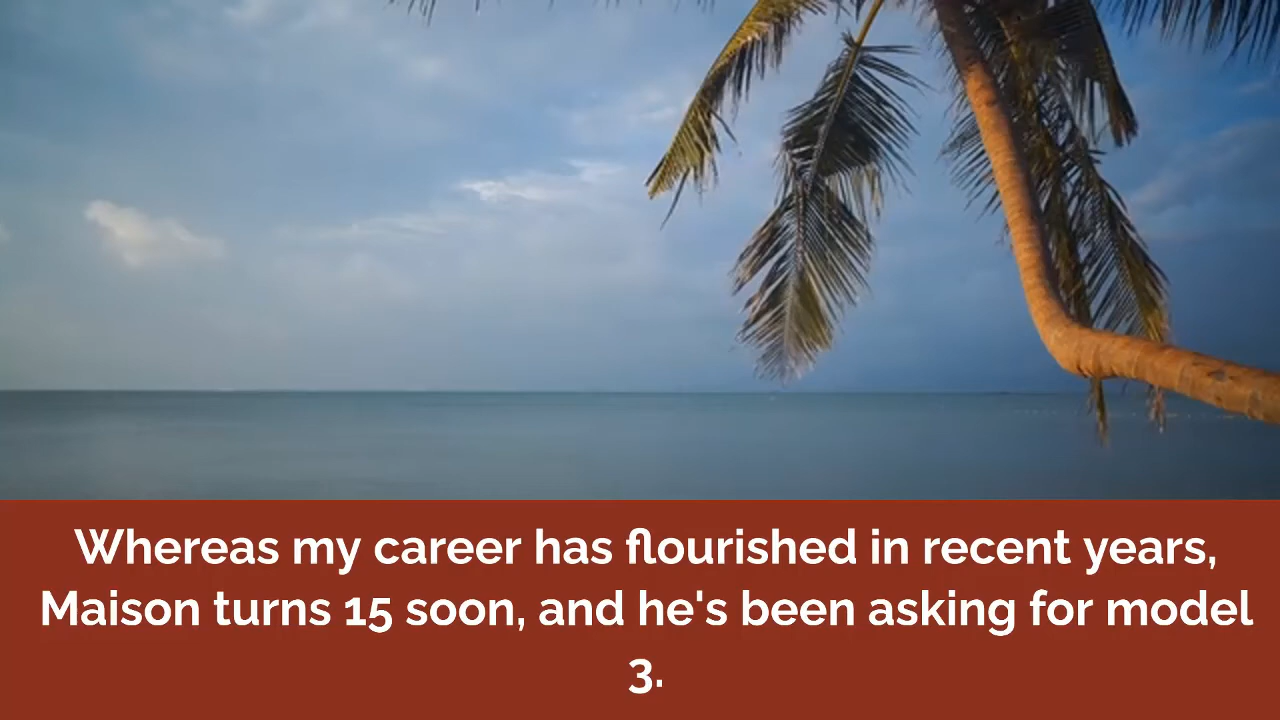 Whereas my career has flourished in recent years,
Maison turns 15 soon, and he's been asking for model
3.